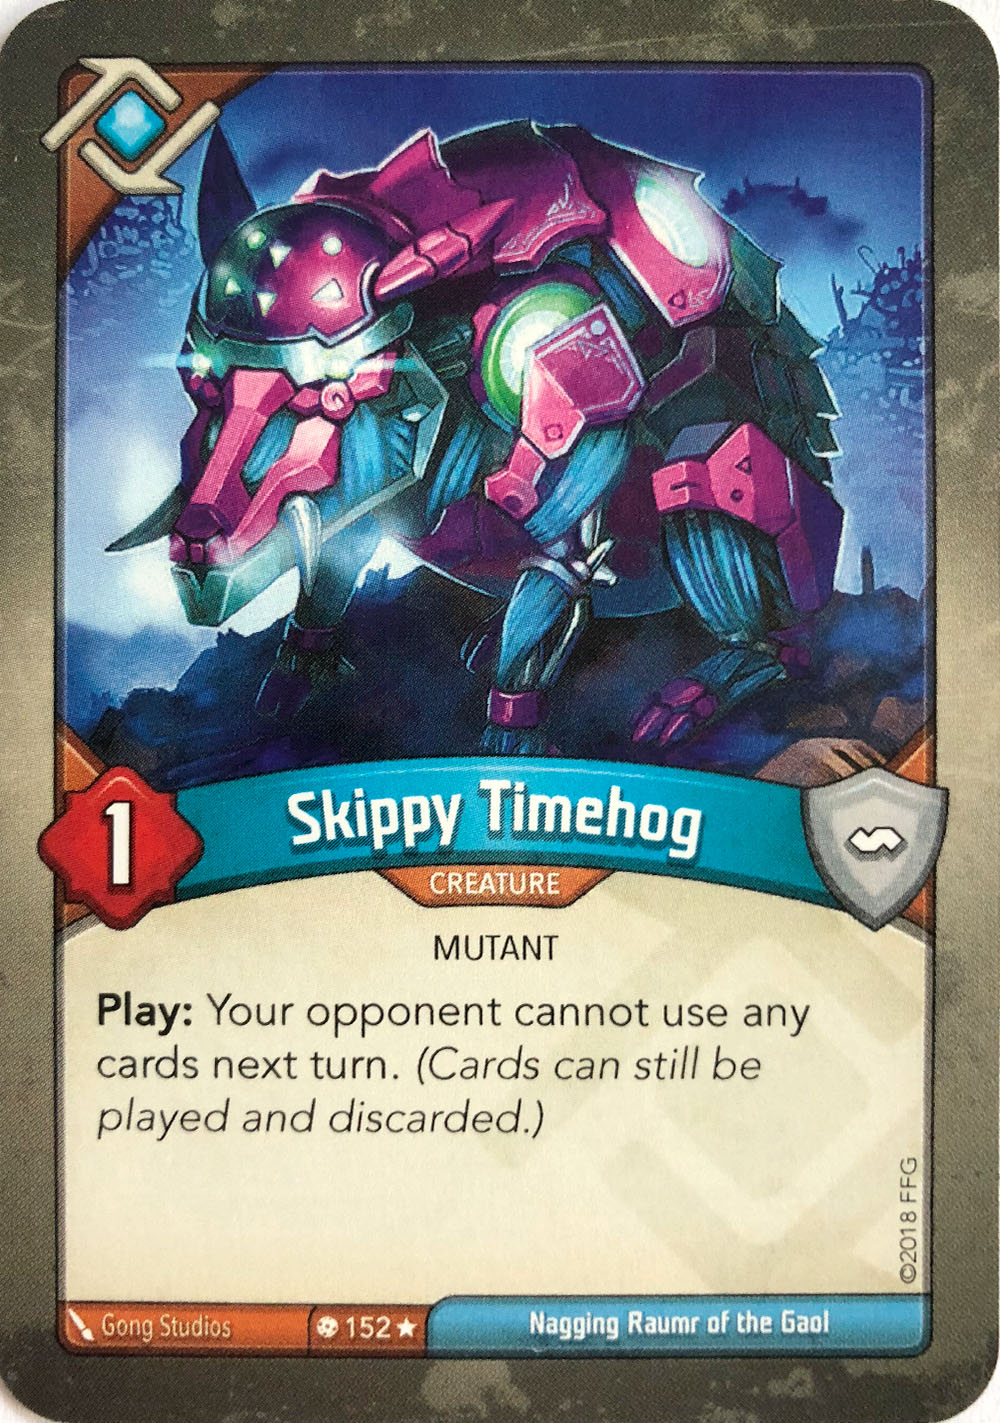 1
Skippy Timehog
CREATURE
MUTANT
Play: Your opponent cannot use any
cards next turn. (Cards can still be
played and discarded.)
©2018 FFG
Gong Studios
152
Nagging Raumr of the Gaol